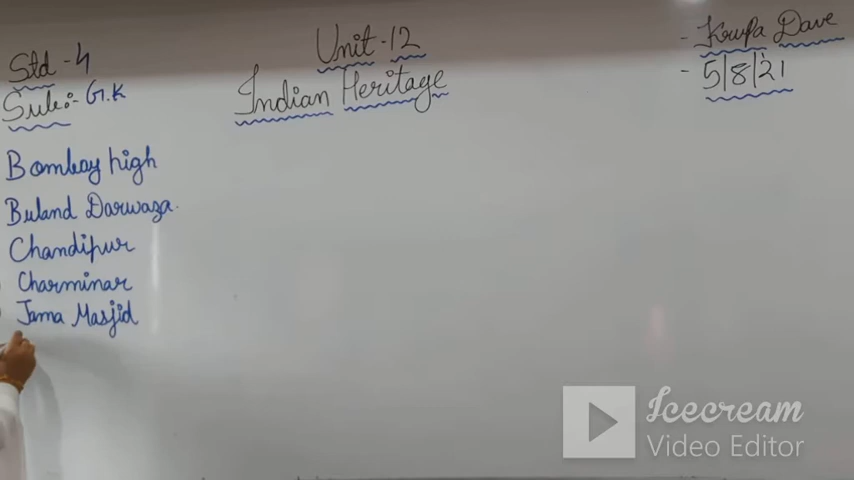 Std - 4
Unit - 12
- Krupa Dave
Sub:- G.K
Indian Heritage
- 5/8/21
Bombay high
Buland Darwaza
Chandipur
Charminar
Jama Masjid
Icecream
Video Editor